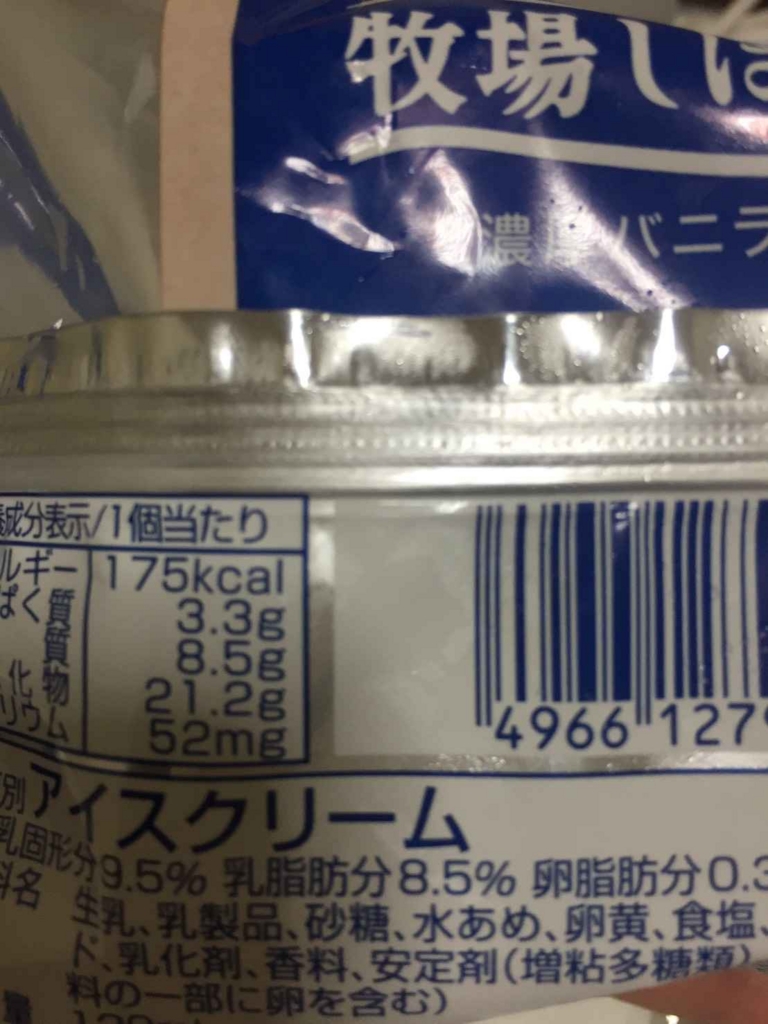 牧場しぼ
濃厚バニラ
成分表示/1個当たり
ルギー 175kcal
ぱく質 3.3g
質 8.5g
化物 21.2g
リウム 52mg
4966 1279
別 アイスクリーム
乳固形分9.5% 乳脂肪分8.5% 卵脂肪分0.3
料名 生乳、乳製品、砂糖、水あめ、卵黄、食塩、
ド、乳化剤、香料、安定剤(増粘多糖類)
料の一部に卵を含む)
量